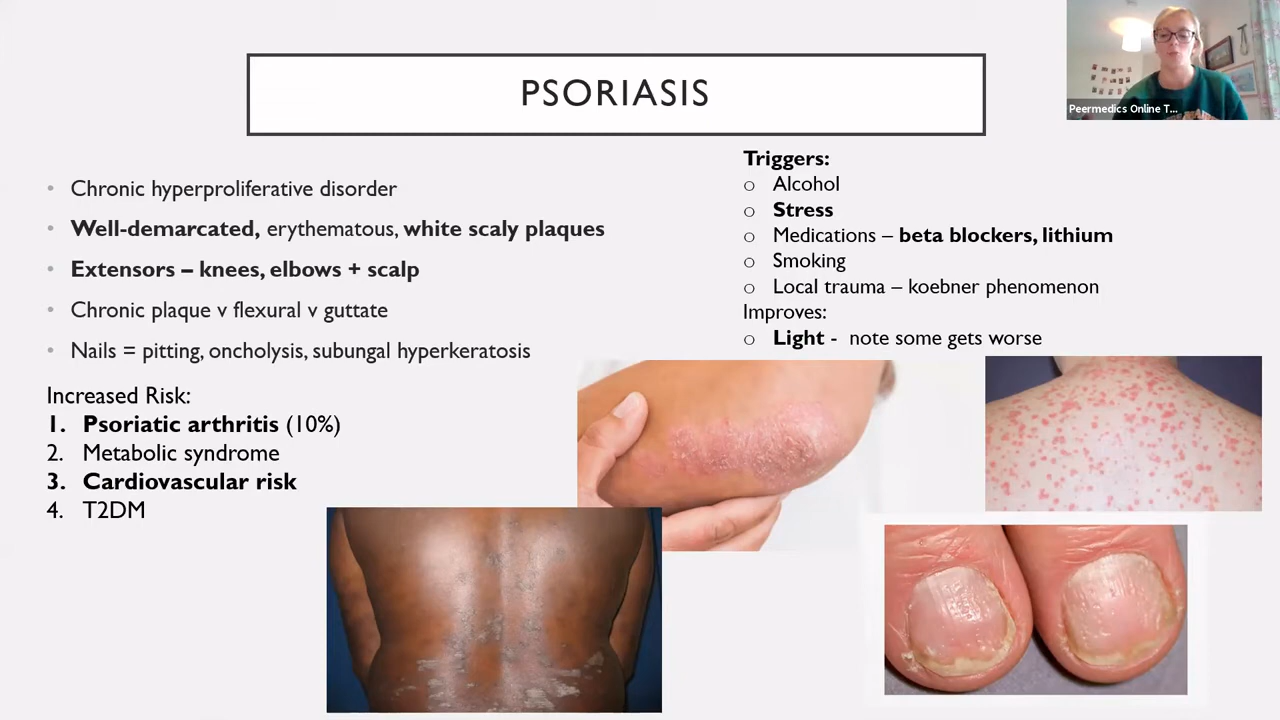 PSORIASIS
Peermedics Online T...
• Chronic hyperproliferative disorder
• Well-demarcated, erythematous, white scaly plaques
• Extensors – knees, elbows + scalp
• Chronic plaque v flexural v guttate
• Nails = pitting, oncholysis, subungal hyperkeratosis
Increased Risk:
1. Psoriatic arthritis (10%)
2. Metabolic syndrome
3. Cardiovascular risk
4. T2DM
Triggers:
o Alcohol
o Stress
o Medications – beta blockers, lithium
o Smoking
o Local trauma – koebner phenomenon
Improves:
o Light - note some gets worse